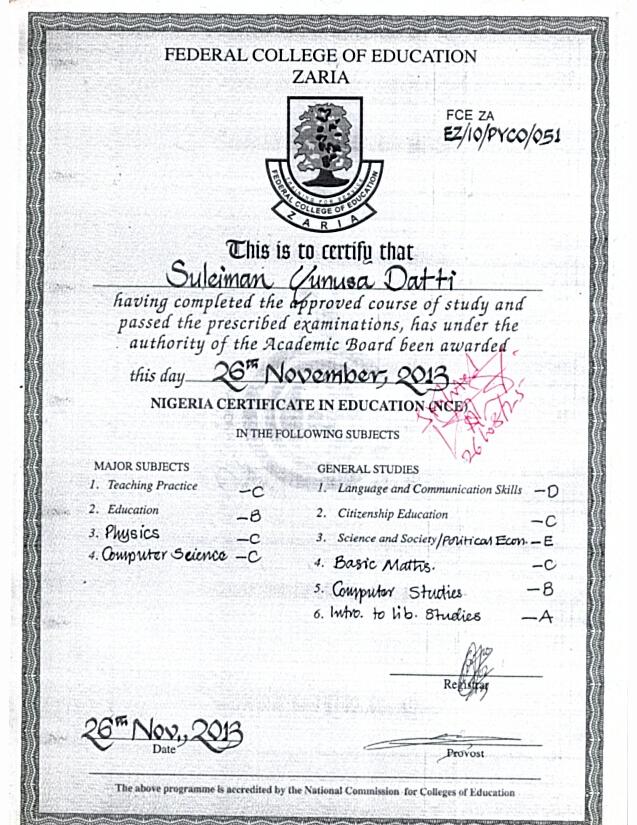 FEDERAL COLLEGE OF EDUCATION
ZARIA
FCE ZA
EZ/10/PYCO/051
TRAINING FOR SERVICE
FEDERAL COLLEGE OF EDUCATION
ZARIA
This is to certify that
Suleiman Yunusa Datti
having completed the approved course of study and
passed the prescribed examinations, has under the
authority of the Academic Board been awarded
this day 26TH November, 2013
NIGERIA CERTIFICATE IN EDUCATION (NCE)
26/08/25
IN THE FOLLOWING SUBJECTS
MAJOR SUBJECTS
1. Teaching Practice –C
2. Education –B
3. Physics –C
4. Computer Science –C
GENERAL STUDIES
1. Language and Communication Skills –D
2. Citizenship Education –C
3. Science and Society/Political Econ. –E
4. Basic Maths. –C
5. Computer Studies –B
6. Intro. to lib. Studies –A
Registrar
26TH Nov., 2013
Date
Provost
The above programme is accredited by the National Commission for Colleges of Education